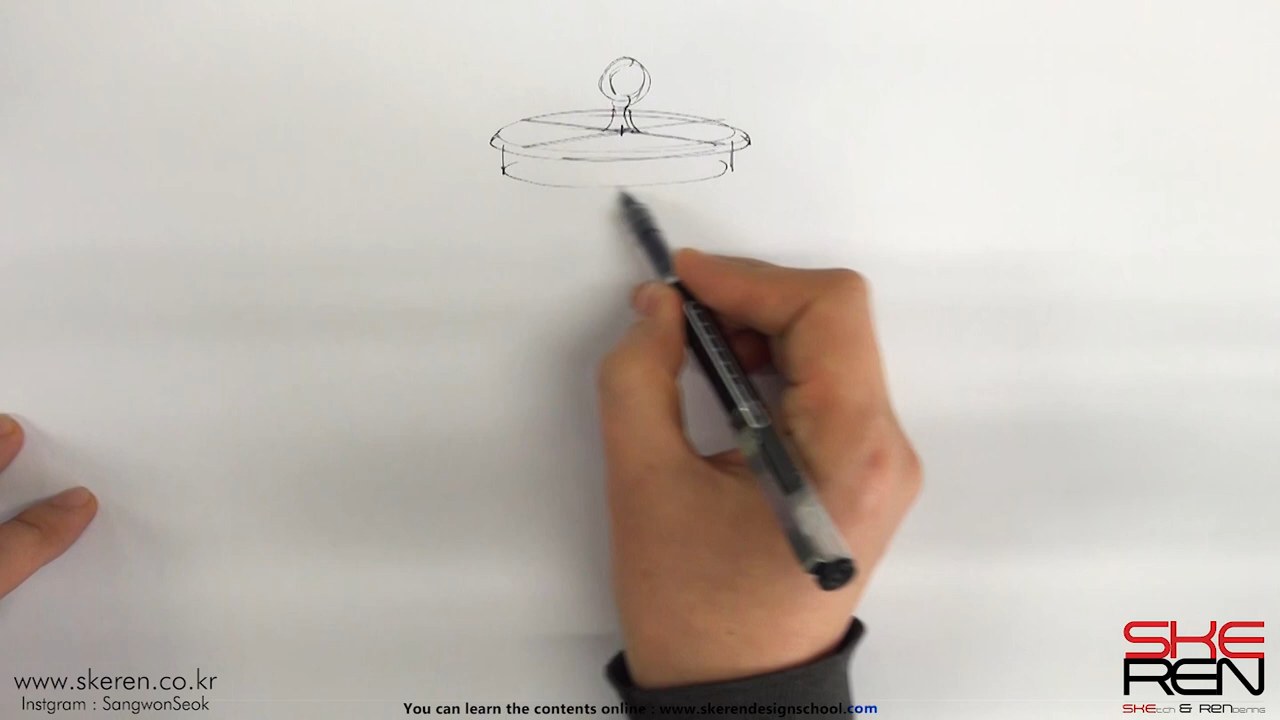 www.skeren.co.kr
Instgram : SangwonSeok
You can learn the contents online : www.skerendesignschool.com
SKE
REN
SKEtch & RENdering